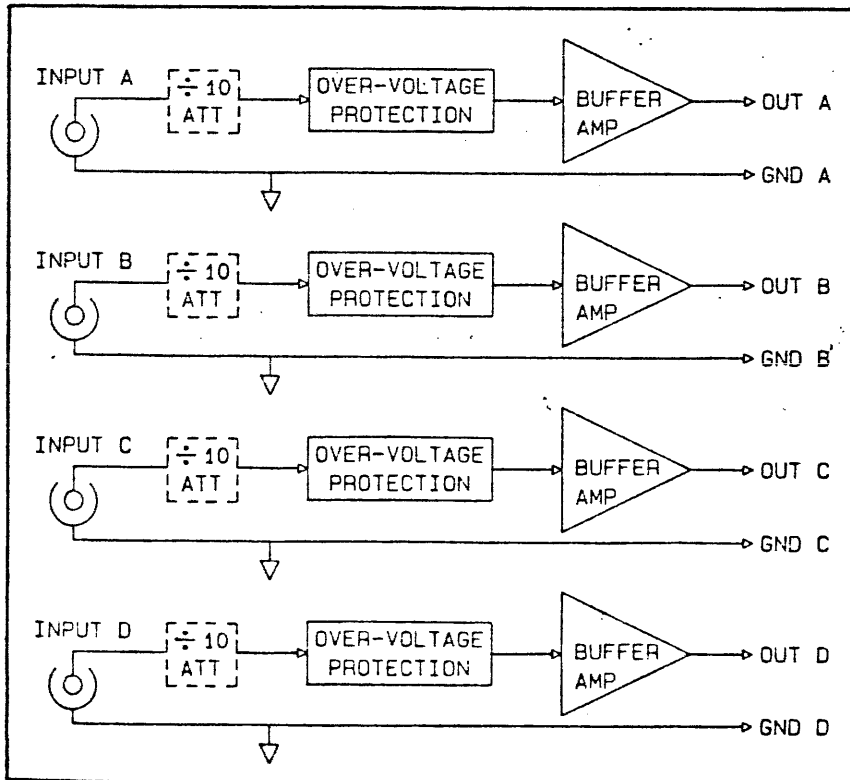 INPUT A
÷ 10
ATT
OVER-VOLTAGE
PROTECTION
BUFFER
AMP
OUT A
GND A
INPUT B
÷ 10
ATT
OVER-VOLTAGE
PROTECTION
BUFFER
AMP
OUT B
GND B
INPUT C
÷ 10
ATT
OVER-VOLTAGE
PROTECTION
BUFFER
AMP
OUT C
GND C
INPUT D
÷ 10
ATT
OVER-VOLTAGE
PROTECTION
BUFFER
AMP
OUT D
GND D